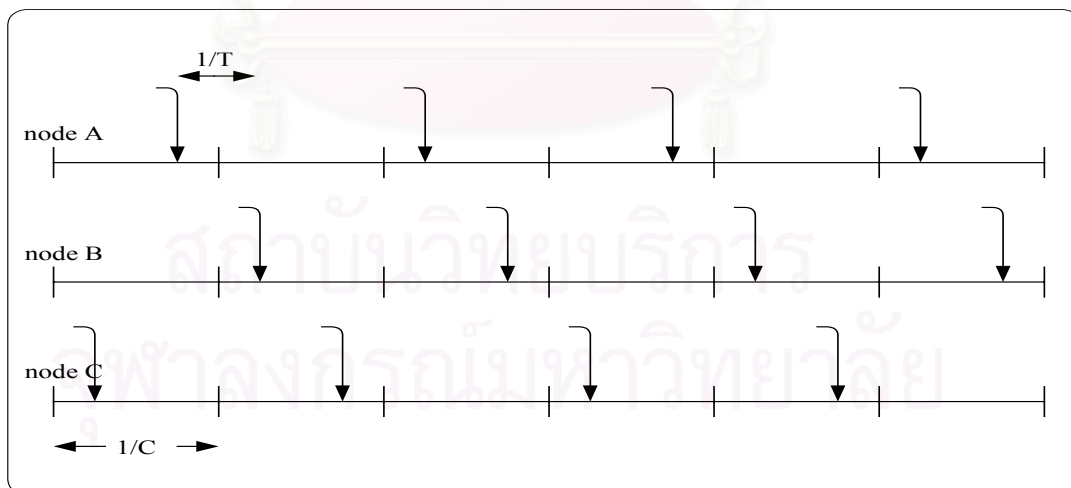 1/T
node A
สถาบันวิทยบริการ
node B
จุฬาลงกรณ์มหาวิทยาลัย
node C
1/C